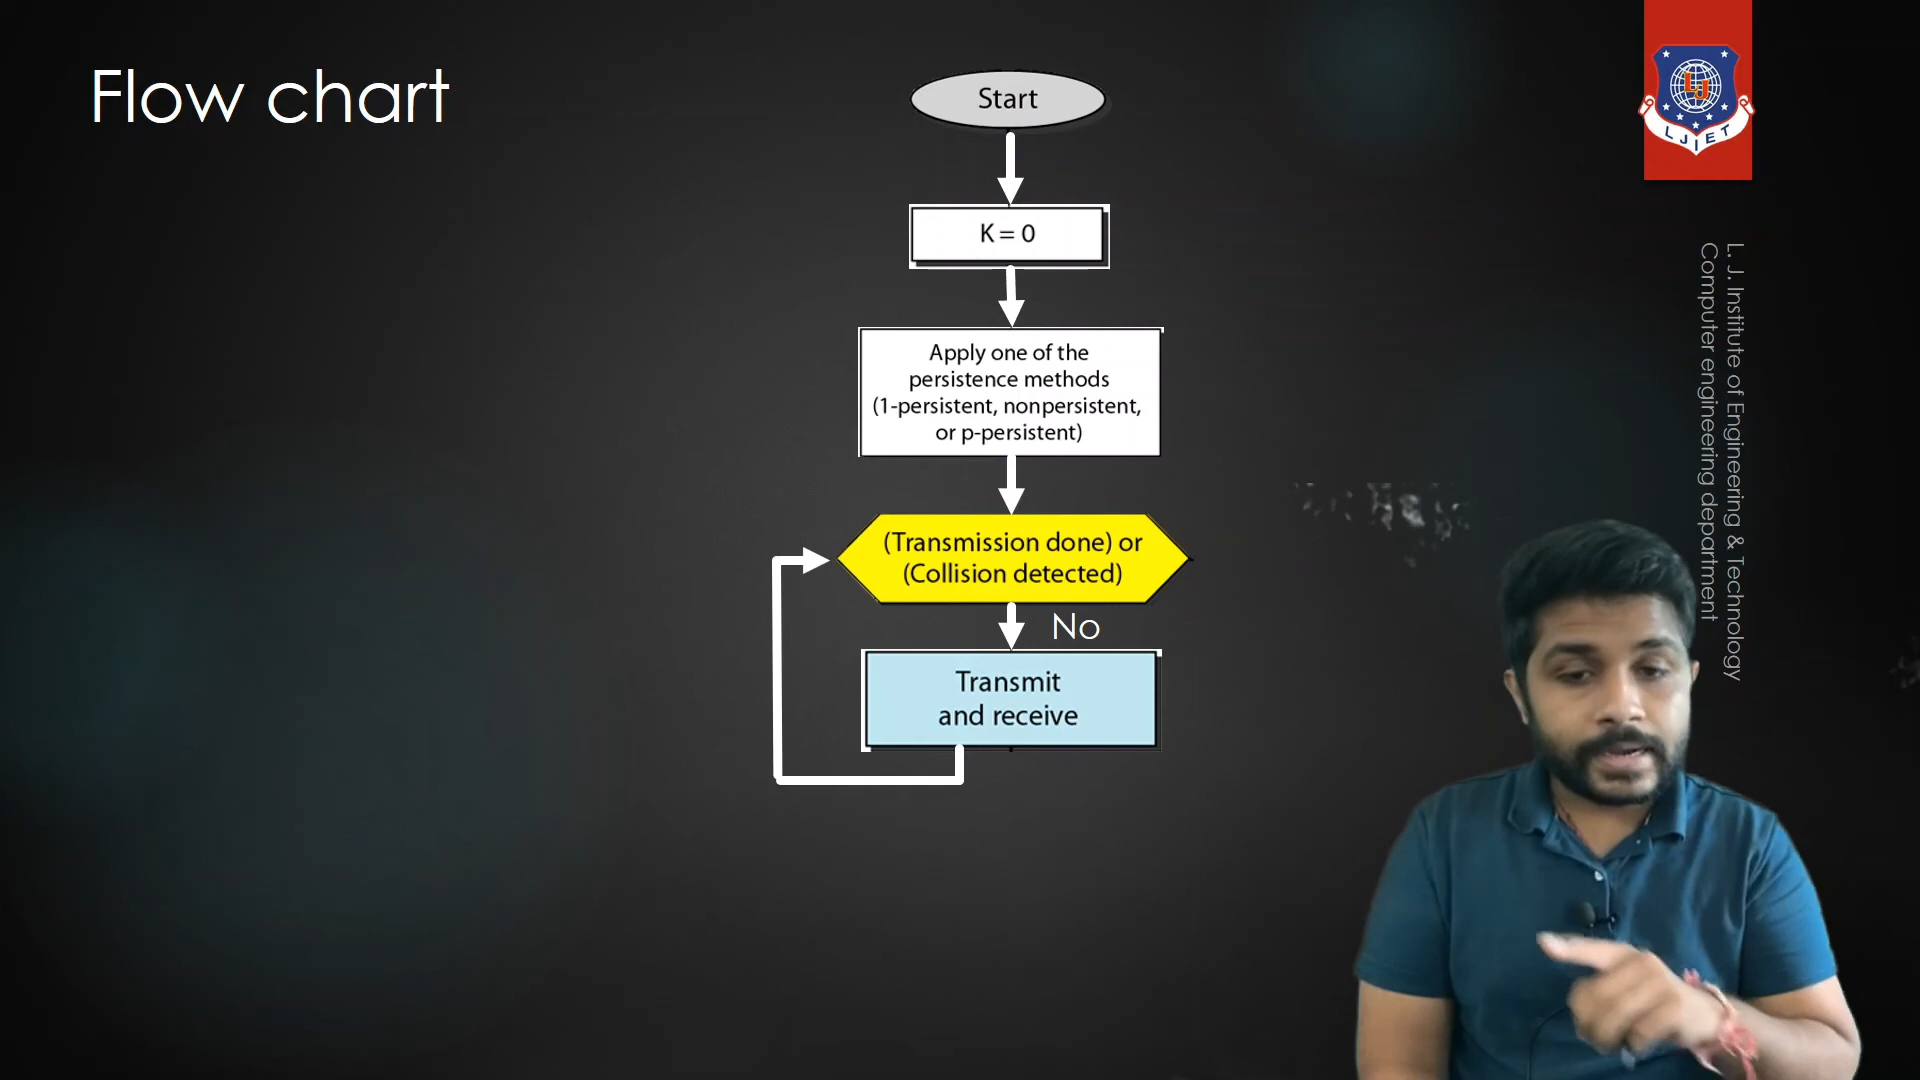 Flow chart
Start
K = 0
Apply one of the
persistence methods
(1-persistent, nonpersistent,
or p-persistent)
(Transmission done) or
(Collision detected)
No
Transmit
and receive
LJ
LJIET
L. J. Institute of Engineering & Technology
Computer engineering department